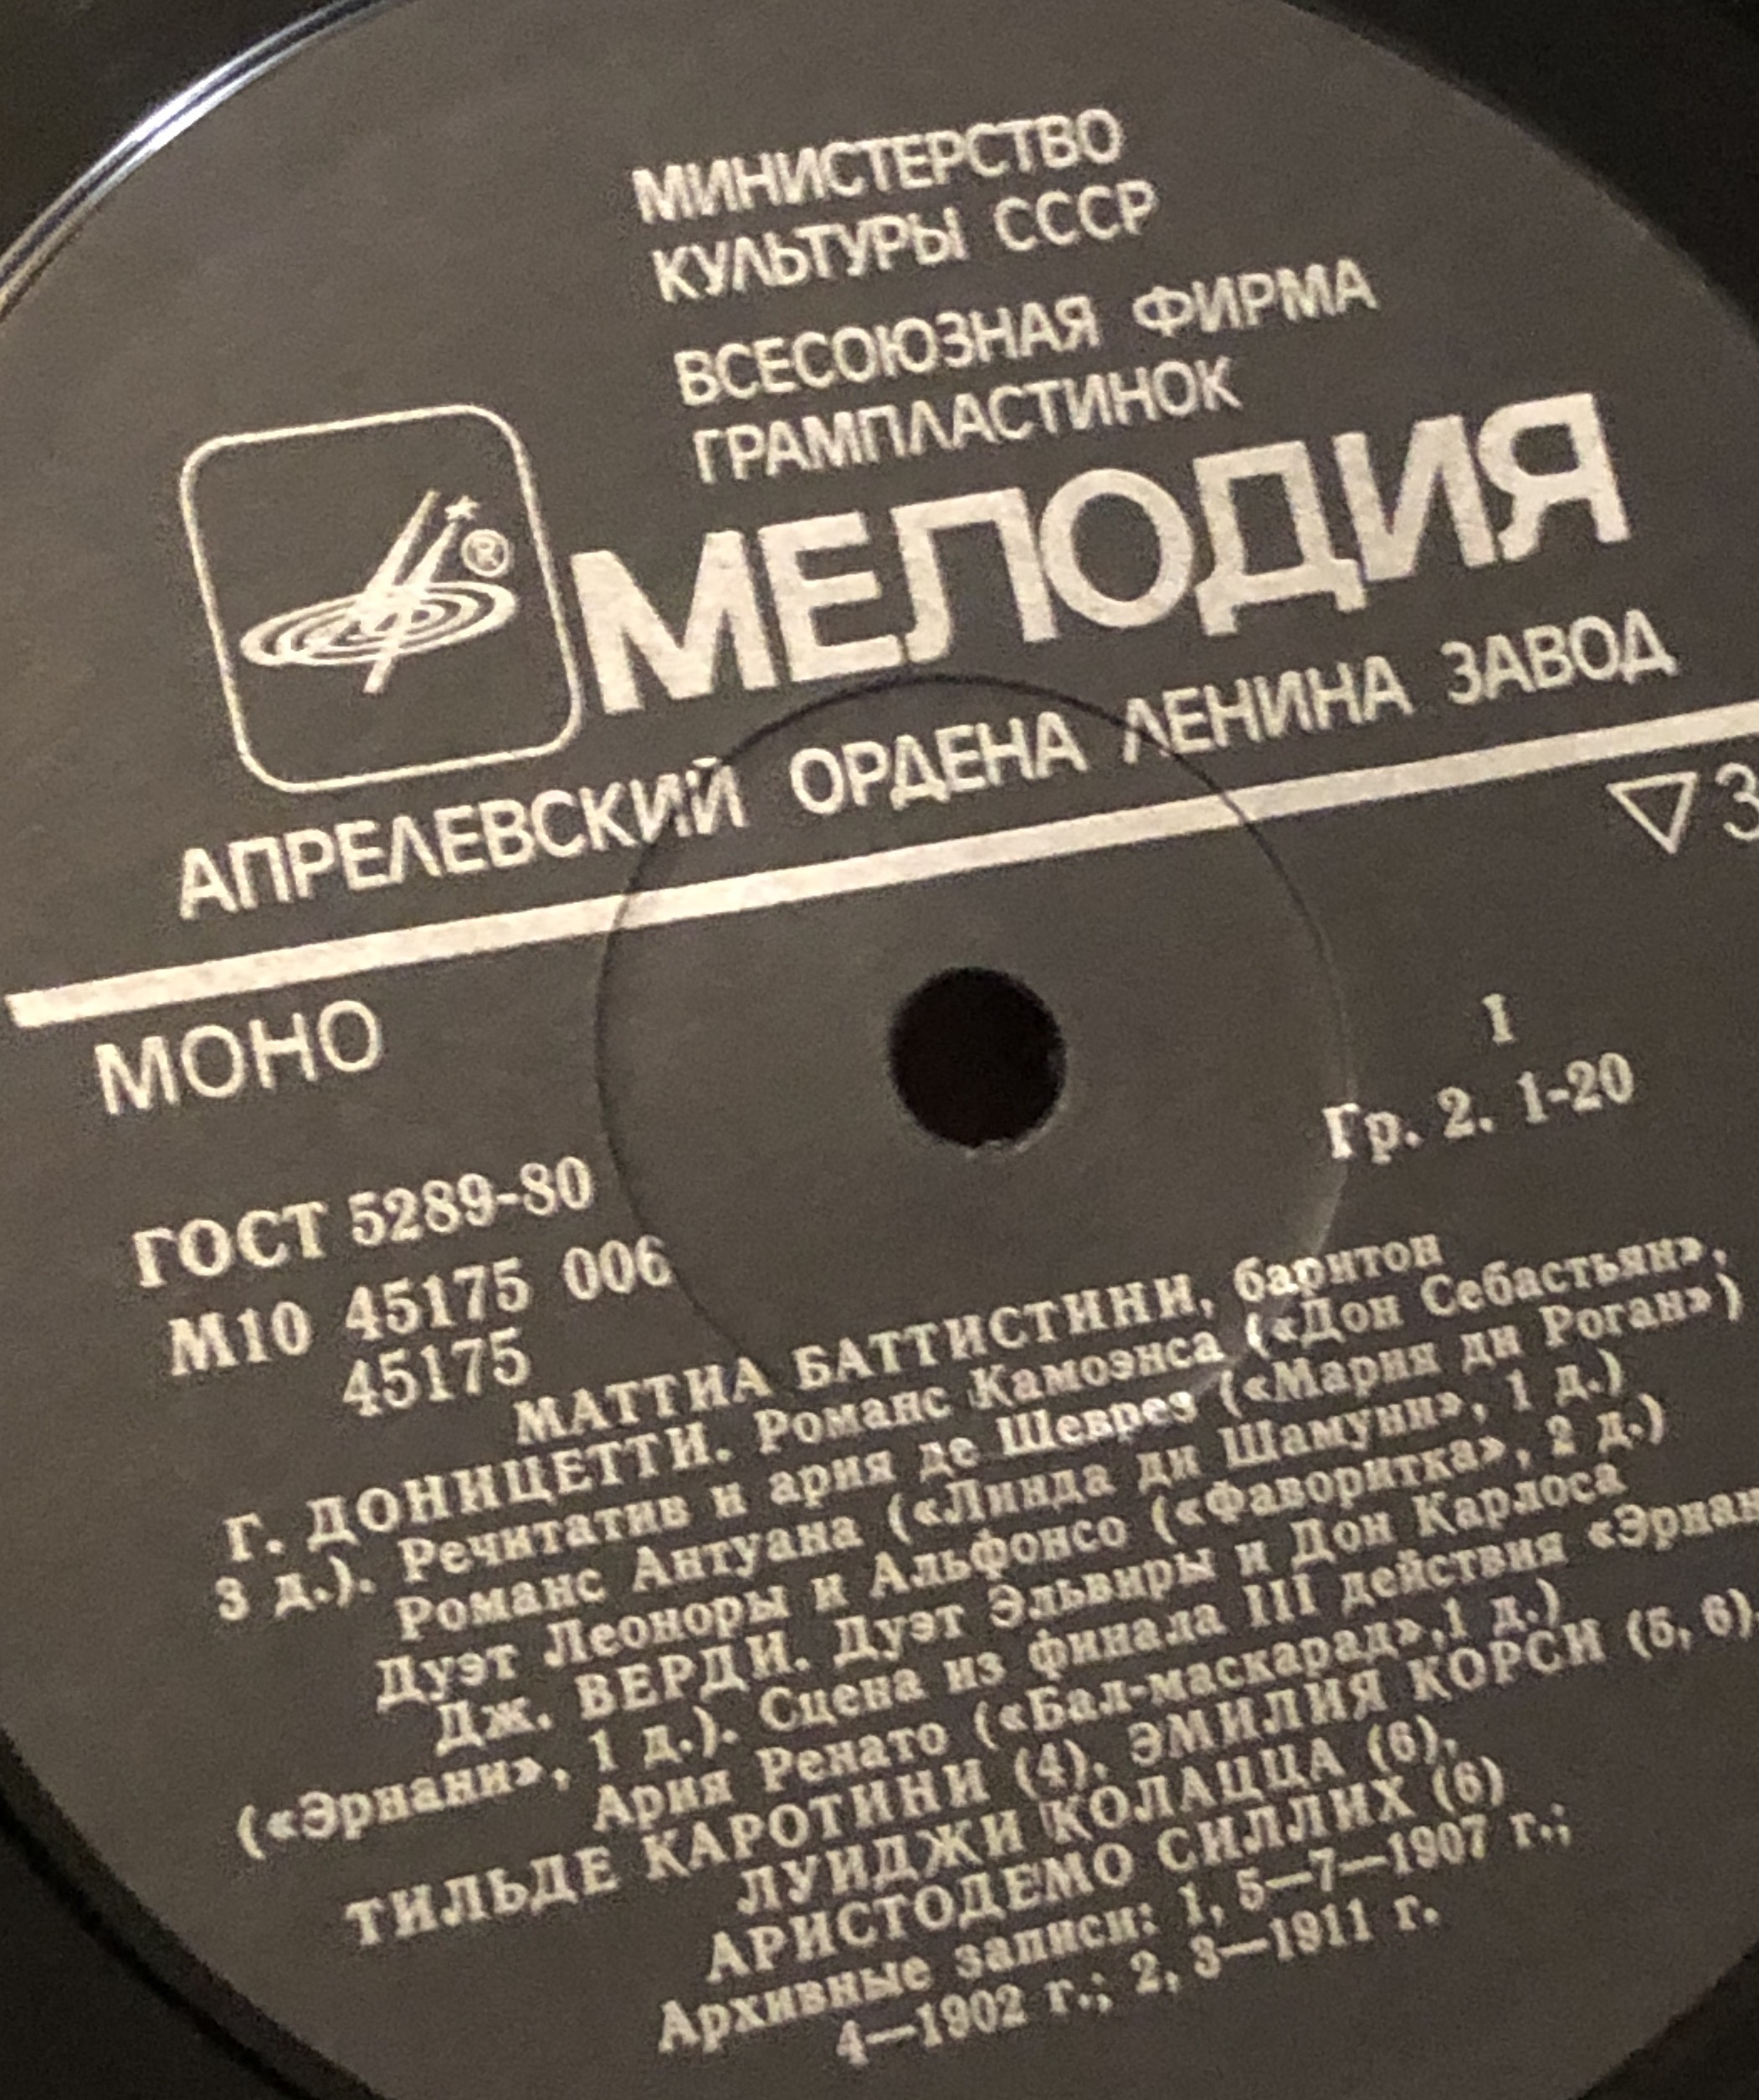 МИНИСТЕРСТВО
КУЛЬТУРЫ СССР
ВСЕСОЮЗНАЯ ФИРМА
ГРАМПЛАСТИНОК
®
МЕЛОДИЯ
АПРЕЛЕВСКИЙ ОРДЕНА ЛЕНИНА ЗАВОД
▽3
МОНО
I
Гр. 2. 1-20
ГОСТ 5289-80
М10 45175 006
45175
МАТТИА БАТТИСТИНИ, баритон
Г. ДОНИЦЕТТИ. Романс Камоэнса («Дон Себастьян»,
3 д.). Речитатив и ария де Шеврез («Мария ди Роган»)
Романс Антуана («Линда ди Шамуни», 1 д.)
Дуэт Леоноры и Альфонсо («Фаворитка», 2 д.)
Дж. ВЕРДИ. Дуэт Эльвиры и Дон Карлоса
(«Эрнани», 1 д.). Сцена из финала III действия «Эрнан
Ария Ренато («Бал-маскарад»,1 д.)
ТИЛЬДЕ КАРОТИНИ (4), ЭМИЛИЯ КОРСИ (5, 6)
ЛУИДЖИ КОЛАЦЦА (6),
АРИСТОДЕМО СИЛЛИХ (6)
Архивные записи: 1, 5—7—1907 г.;
4—1902 г.; 2, 3—1911 г.